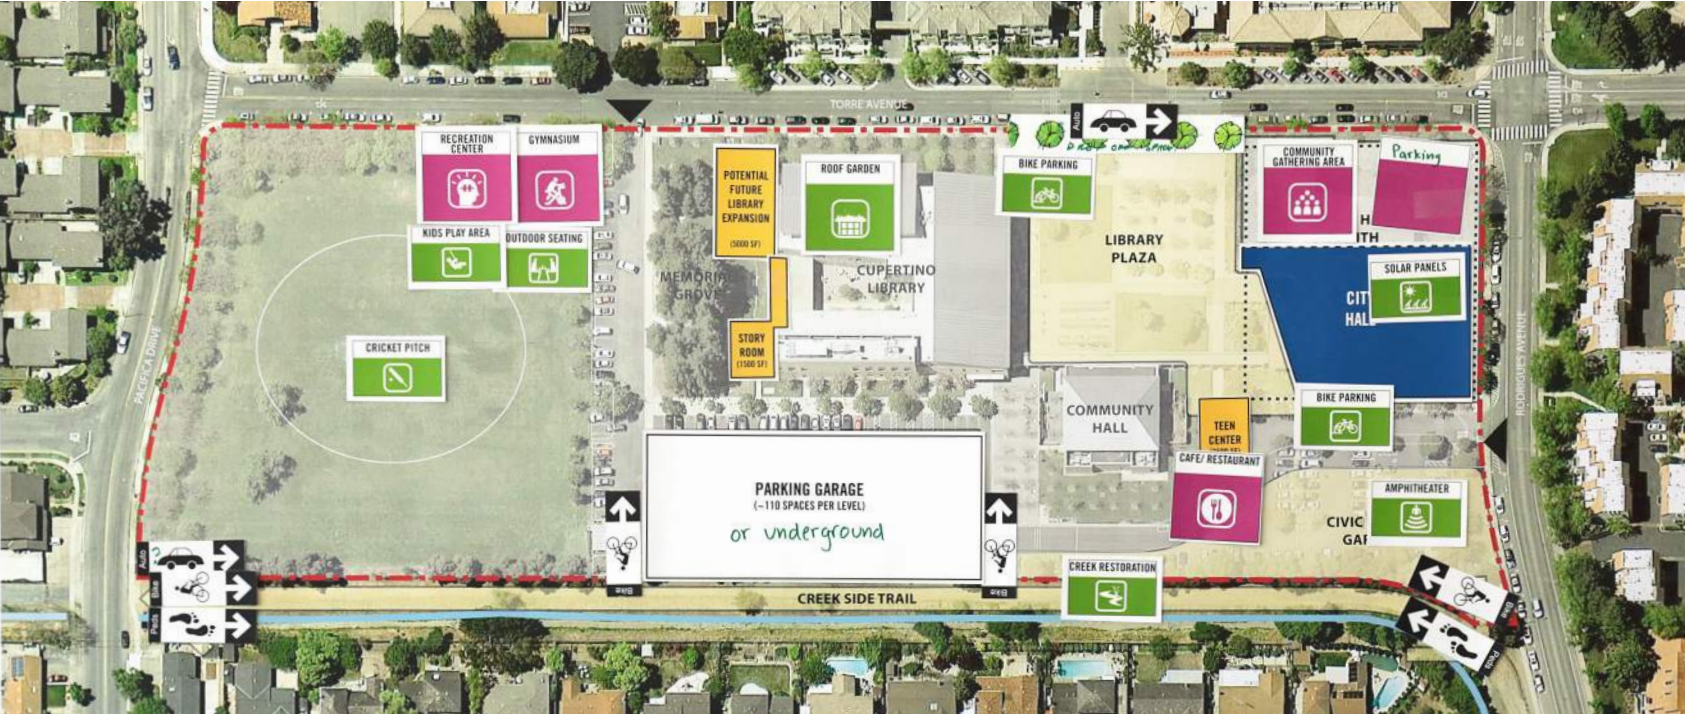 TORRE AVENUE
RECREATION
CENTER
GYMNASIUM
KIDS PLAY AREA
OUTDOOR SEATING
CRICKET PITCH
PACIFICA DRIVE
POTENTIAL
FUTURE
LIBRARY
EXPANSION
(5000 SF)
MEMORIAL
GROVE
STORY
ROOM
(1500 SF)
ROOF GARDEN
CUPERTINO
LIBRARY
BIKE PARKING
Auto
DROP OFF
LIBRARY
PLAZA
COMMUNITY
GATHERING AREA
Parking
SOLAR PANELS
CITY
HALL
BIKE PARKING
RODRIGUES AVENUE
COMMUNITY
HALL
TEEN
CENTER
CAFE/ RESTAURANT
AMPHITHEATER
CIVIC
PARKING GARAGE
(~110 SPACES PER LEVEL)
or underground
Bike
Bike
Auto
Bike
Peds
CREEK SIDE TRAIL
CREEK RESTORATION
Bike
Peds